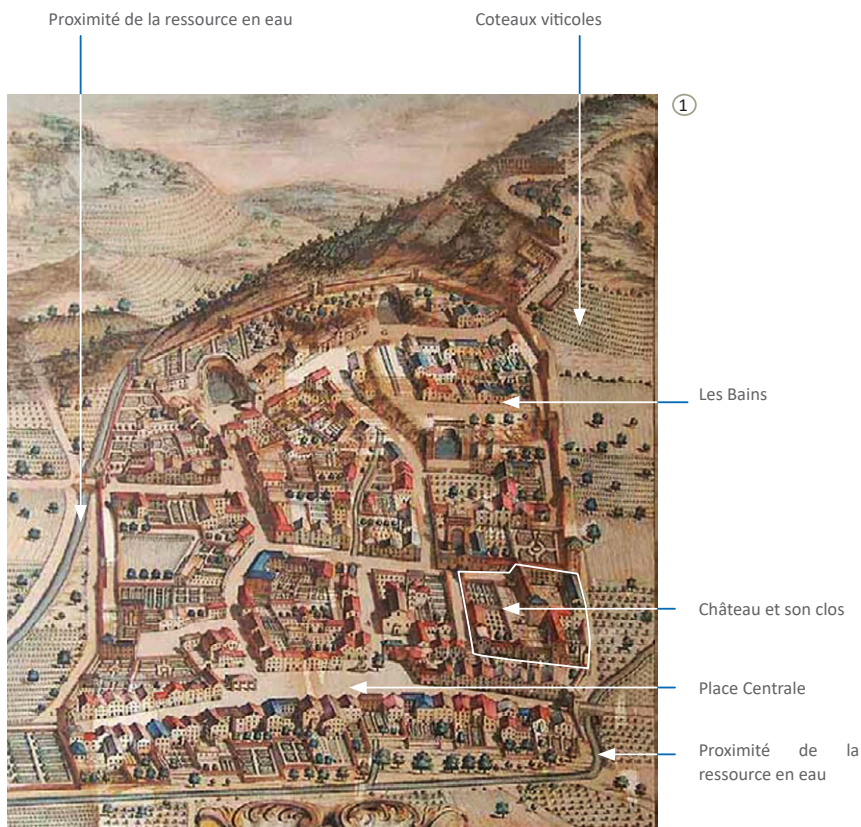 Proximité de la ressource en eau
Coteaux viticoles
①
Les Bains
Château et son clos
Place Centrale
Proximité de la
ressource en eau